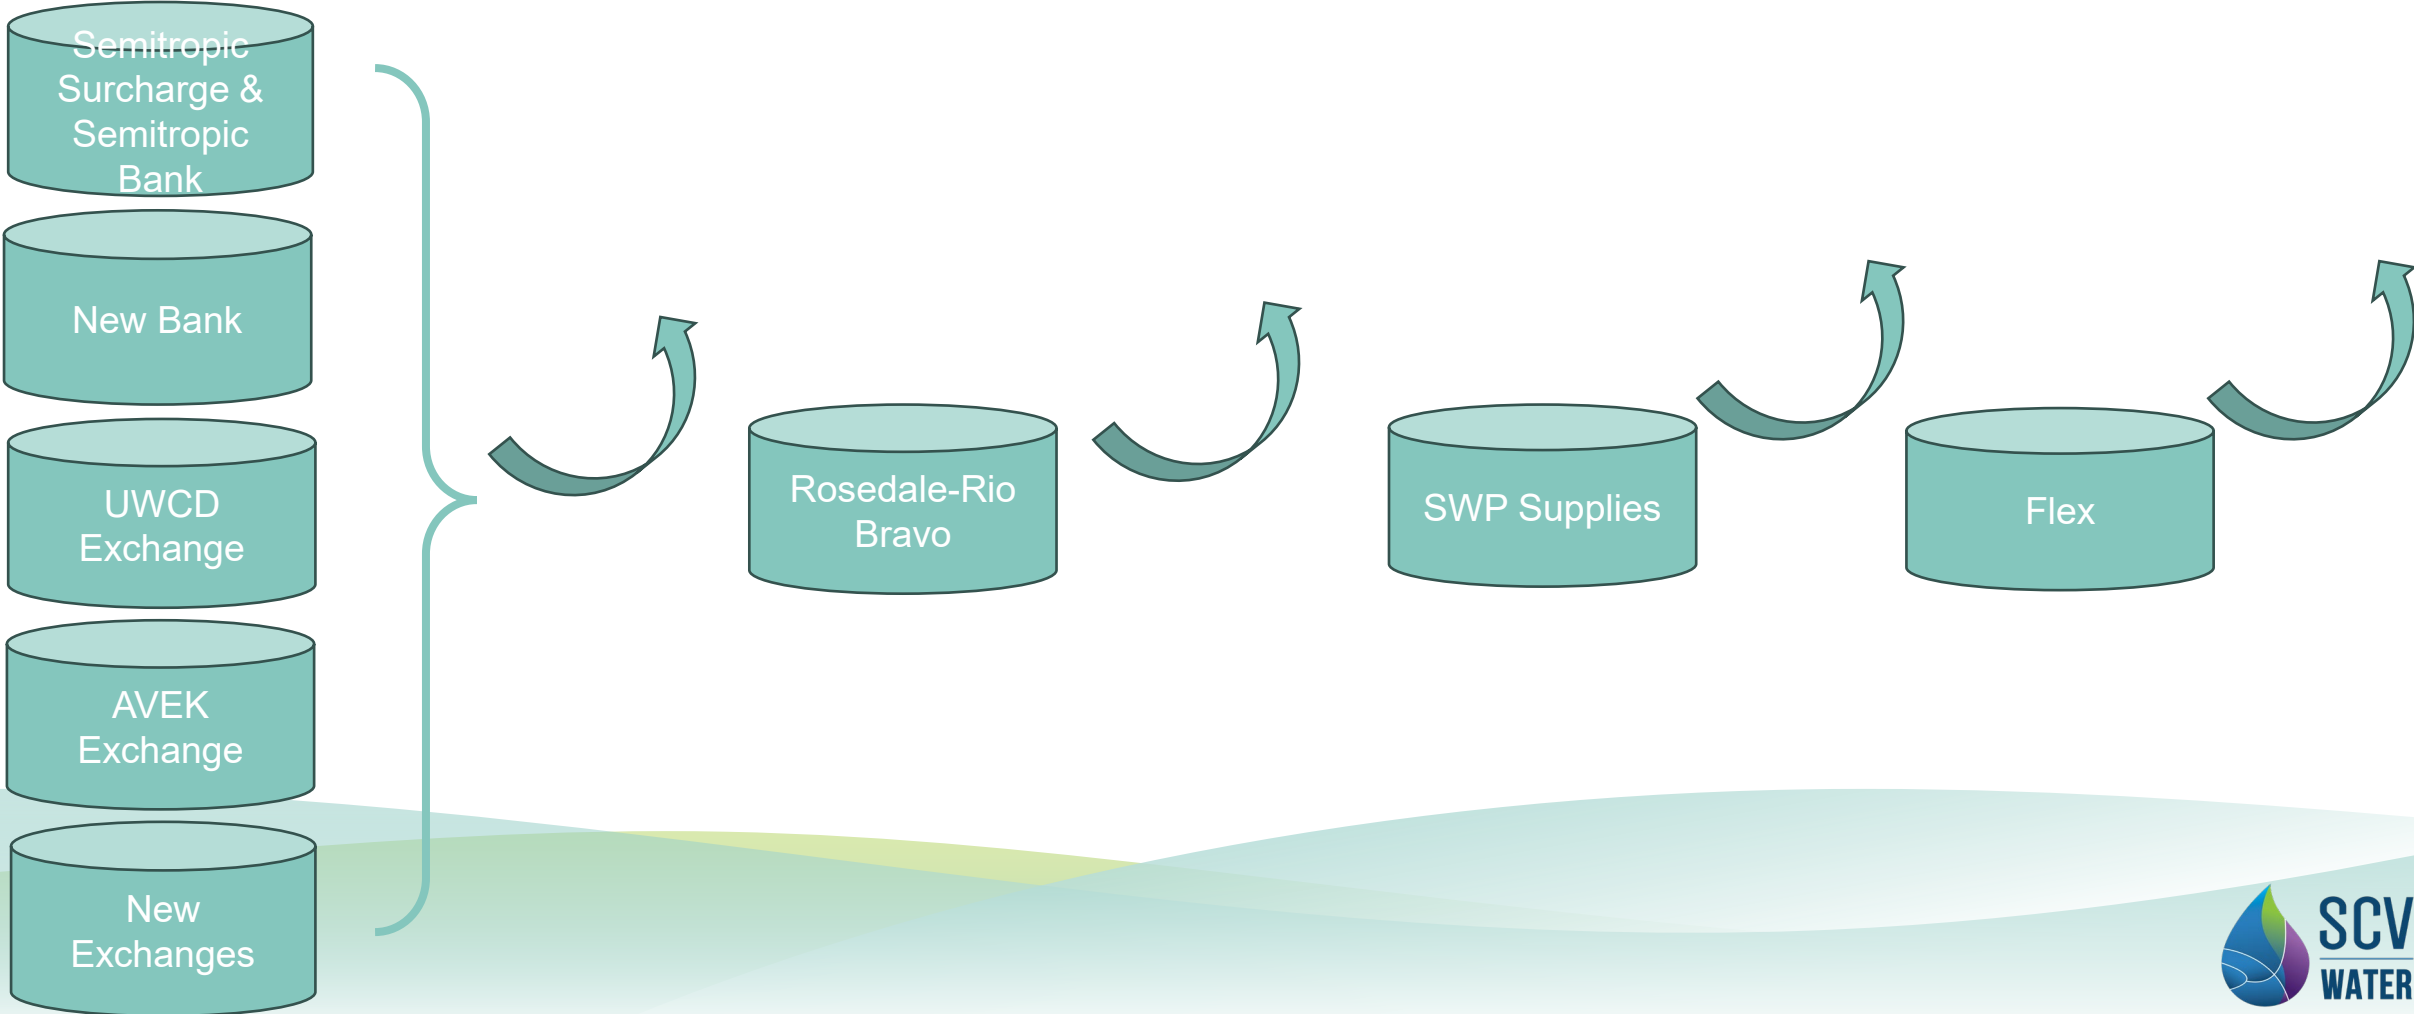 Semitropic
Surcharge &
Semitropic
Bank
New Bank
UWCD
Exchange
AVEK
Exchange
New
Exchanges
Rosedale-Rio
Bravo
SWP Supplies
Flex
SCV
WATER